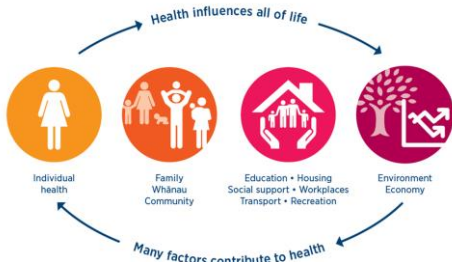 Health influences all of life
Individual
health
Family
Whānau
Community
Education • Housing
Social support • Workplaces
Transport • Recreation
Environment
Economy
Many factors contribute to health